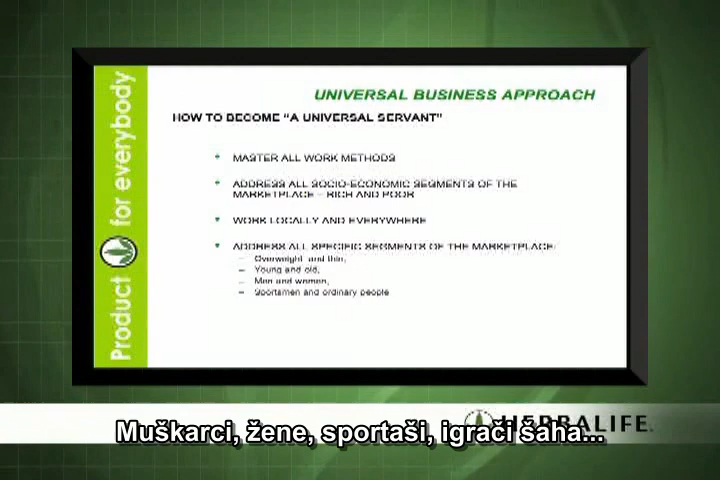 Product for everybody
UNIVERSAL BUSINESS APPROACH
HOW TO BECOME “A UNIVERSAL SERVANT”
MASTER ALL WORK METHODS
ADDRESS ALL SOCIO-ECONOMIC SEGMENTS OF THE
MARKETPLACE – RICH AND POOR
WORK LOCALLY AND EVERYWHERE
ADDRESS ALL SPECIFIC SEGMENTS OF THE MARKETPLACE:
– Overweight and thin,
– Young and old,
– Men and women,
– Sportsmen and ordinary people
HERBALIFE.
Muškarci, žene, sportaši, igrači šaha...